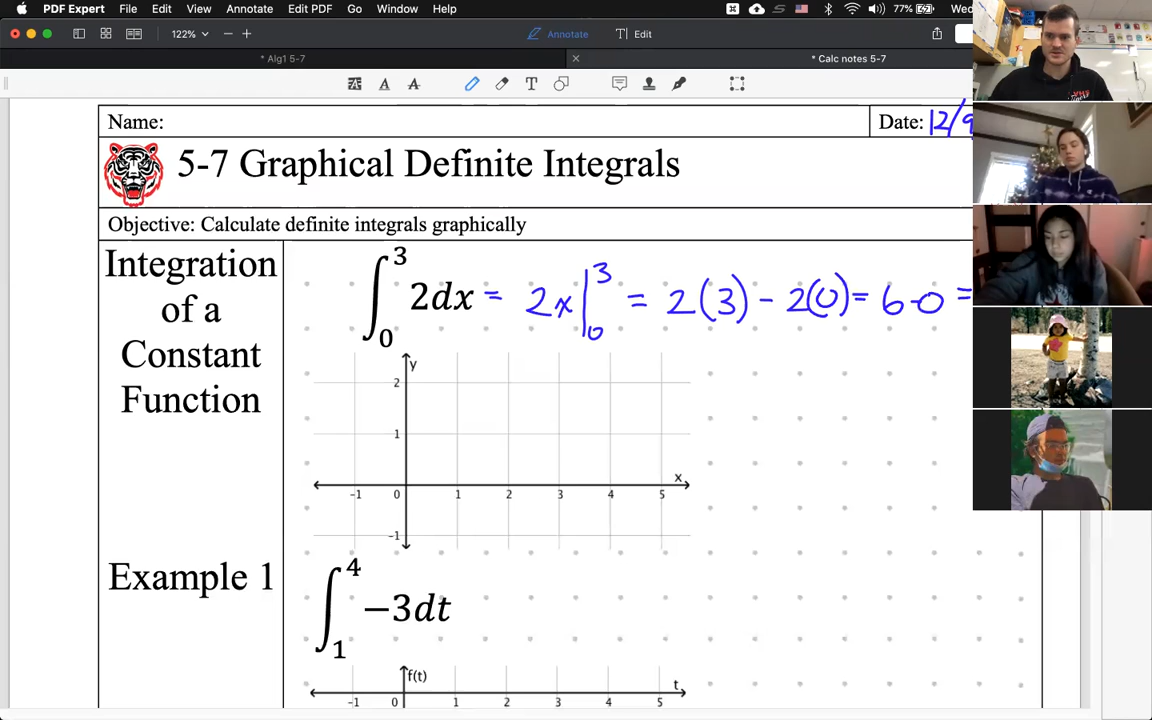 PDF Expert File Edit View Annotate Edit PDF Go Window Help 77% Wed
122% Annotate Edit
* Alg1 5-7 * Calc notes 5-7
A A A T
Name: Date: 12/9
5-7 Graphical Definite Integrals
Objective: Calculate definite integrals graphically
Integration
of a
Constant
Function
∫₀³ 2dx = 2x|₀³ = 2(3) - 2(0) = 6-0 =
y
2
1
x
-1 0 1 2 3 4 5
-1
Example 1
∫₁⁴ −3dt
f(t)
t
-1 0 1 2 3 4 5